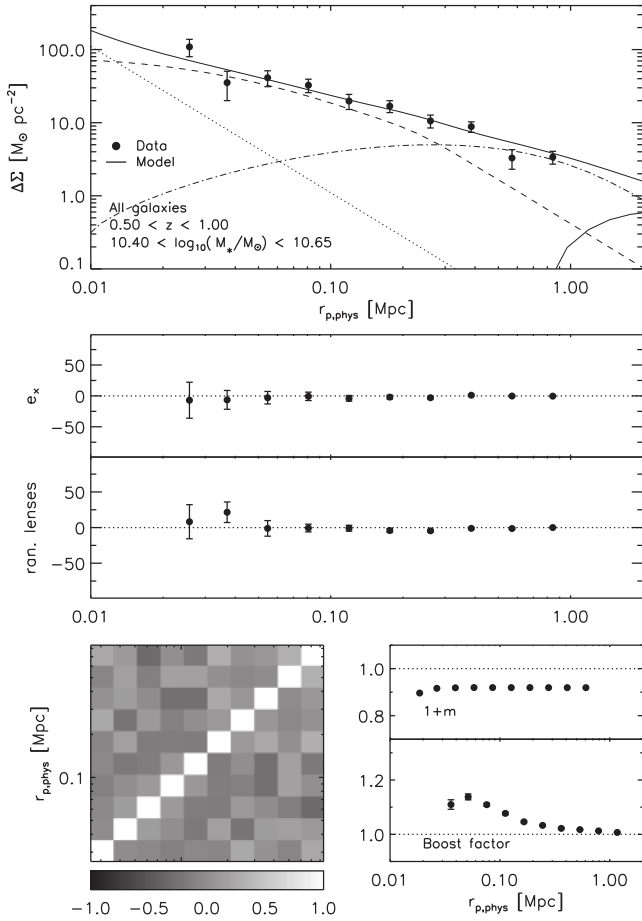 100.0
10.0
1.0
0.1
ΔΣ [M⊙ pc⁻²]
Data
Model
All galaxies
0.50 < z < 1.00
10.40 < log₁₀(M*/M⊙) < 10.65
0.01 0.10 1.00
r_p,phys [Mpc]
50
0
−50
e_x
50
0
−50
ran. lenses
0.01 0.10 1.00
r_p,phys [Mpc]
0.1
−1.0 −0.5 0.0 0.5 1.0
1.0
0.8
1+m
1.2
1.1
1.0
Boost factor
0.01 0.10 1.00
r_p,phys [Mpc]